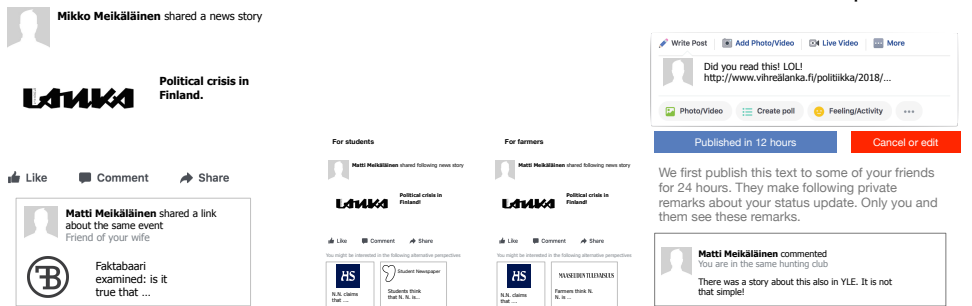 Mikko Meikäläinen shared a news story
LANKA
Political crisis in
Finland.
Like Comment Share
Matti Meikäläinen shared a link
about the same event
Friend of your wife
Faktabaari
examined: is it
true that ...
For students
Matti Meikäläinen shared following news story
LANKA
Political crisis in
Finland!
Like Comment Share
You might be interested in the following alternative perspectives
HS
N.N. claims
that ....
Student Newspaper
Students think
that N. N. is...
For farmers
Matti Meikäläinen shared following news story
LANKA
Political crisis in
Finland!
Like Comment Share
You might be interested in the following alternative perspectives
HS
N.N. claims
that ....
MAASEUDUN TULEVAISUUS
Farmers think N.
N. is ...
Write Post Add Photo/Video Live Video More
Did you read this! LOL!
http://www.vihreälanka.fi/politiikka/2018/...
Photo/Video Create poll Feeling/Activity
Published in 12 hours Cancel or edit
We first publish this text to some of your friends
for 24 hours. They make following private
remarks about your status update. Only you and
them see these remarks.
Matti Meikäläinen commented
You are in the same hunting club
There was a story about this also in YLE. It is not
that simple!